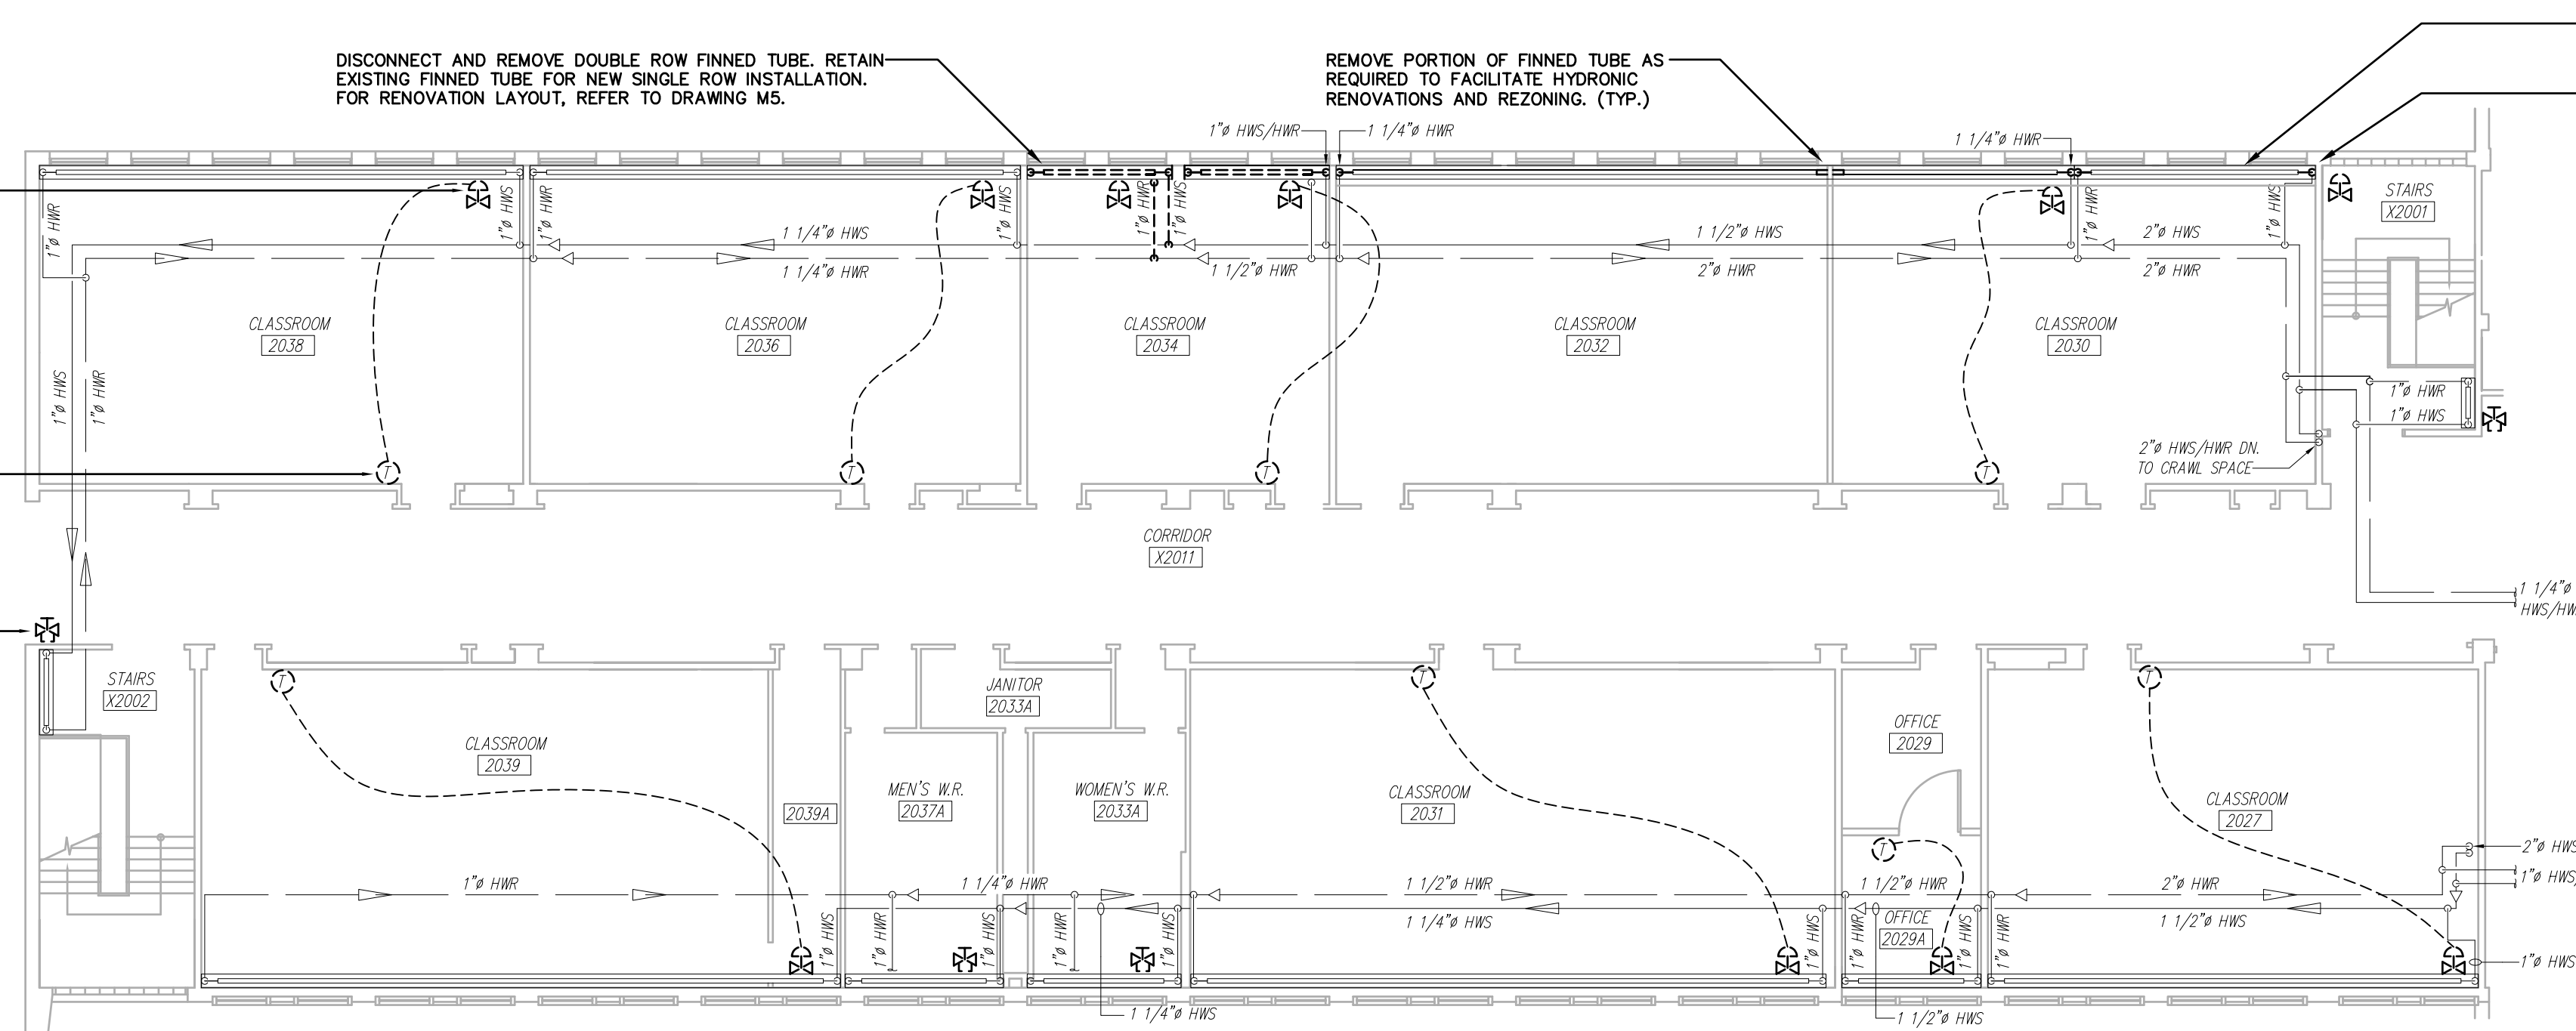 DISCONNECT AND REMOVE DOUBLE ROW FINNED TUBE. RETAIN
EXISTING FINNED TUBE FOR NEW SINGLE ROW INSTALLATION.
FOR RENOVATION LAYOUT, REFER TO DRAWING M5.
REMOVE PORTION OF FINNED TUBE AS
REQUIRED TO FACILITATE HYDRONIC
RENOVATIONS AND REZONING. (TYP.)
1"ø HWS/HWR
1 1/4"ø HWR
1 1/4"ø HWR
1"ø HWR
1"ø HWS
1"ø HWR
1"ø HWS
1"ø HWR
1"ø HWS
1"ø HWR
1"ø HWS
STAIRS
X2001
1 1/4"ø HWS
1 1/2"ø HWS
2"ø HWS
1 1/4"ø HWR
1 1/2"ø HWR
2"ø HWR
2"ø HWR
CLASSROOM
2038
CLASSROOM
2036
CLASSROOM
2034
CLASSROOM
2032
CLASSROOM
2030
1"ø HWS
1"ø HWR
1"ø HWR
1"ø HWS
2"ø HWS/HWR DN.
TO CRAWL SPACE
T
T
T
T
CORRIDOR
X2011
1 1/4"ø
HWS/HW
STAIRS
X2002
T
JANITOR
2033A
T
T
OFFICE
2029
CLASSROOM
2039
MEN'S W.R.
2037A
WOMEN'S W.R.
2033A
2039A
CLASSROOM
2031
CLASSROOM
2027
T
2"ø HWS
1"ø HWS/
1"ø HWR
1 1/4"ø HWR
1 1/2"ø HWR
1 1/2"ø HWR
2"ø HWR
1 1/4"ø HWS
OFFICE
2029A
1 1/2"ø HWS
1"ø HWS
1"ø HWR
1"ø HWS
1"ø HWR
1"ø HWS
1"ø HWS
1"ø HWR
1"ø HWS
1"ø HWR
1"ø HWS
1 1/4"ø HWS
1 1/2"ø HWS